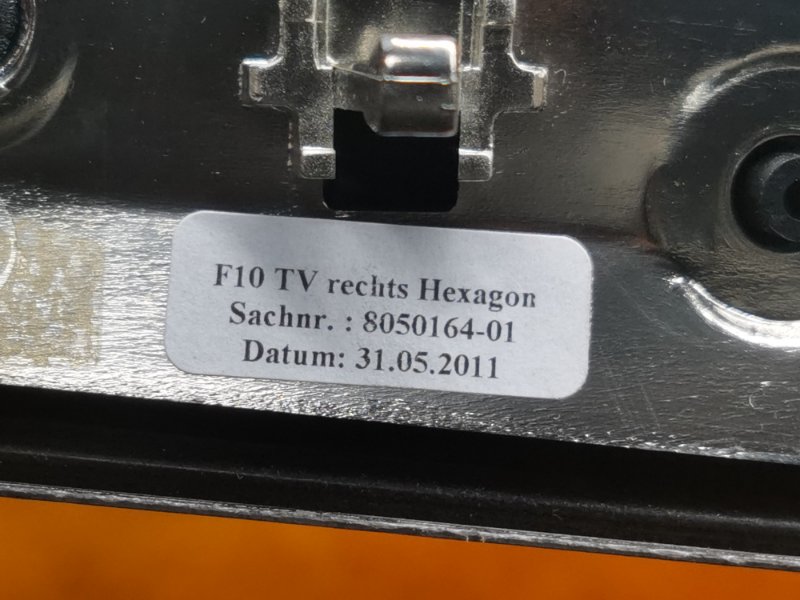 F10 TV rechts Hexagon
Sachnr. : 8050164-01
Datum: 31.05.2011